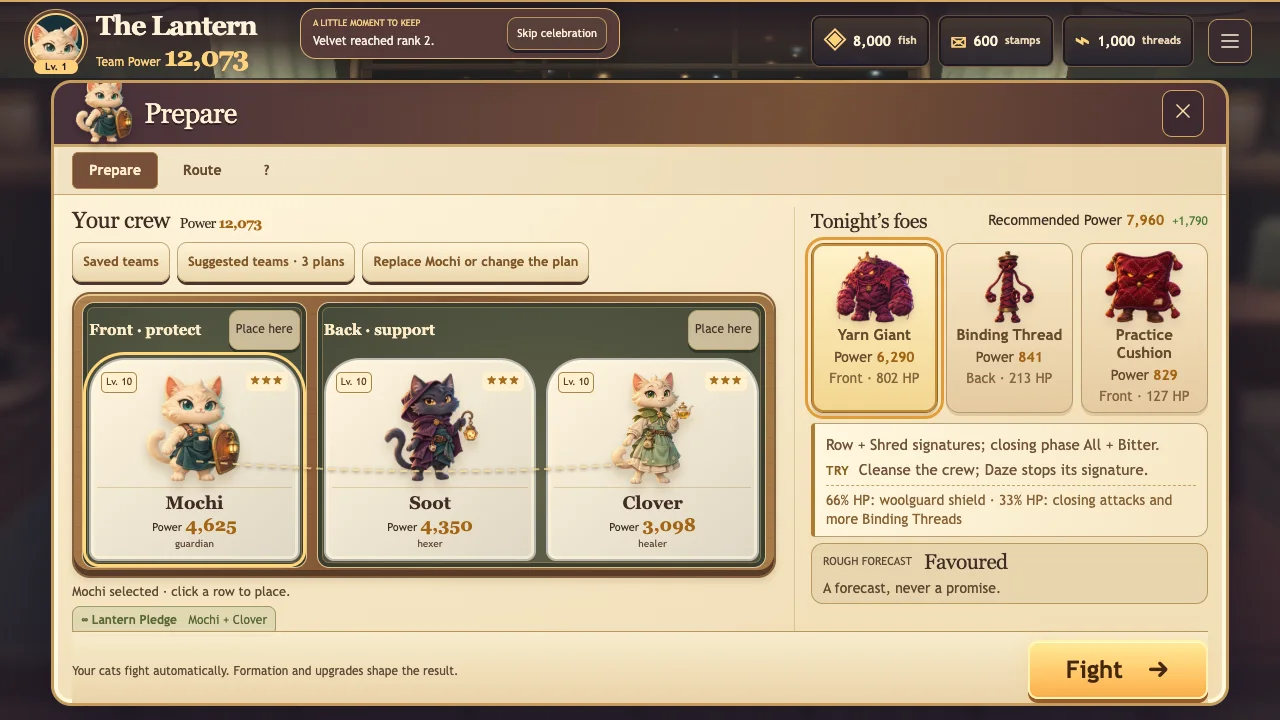 The Lantern
Team Power 12,073
Lv. 1
A LITTLE MOMENT TO KEEP
Velvet reached rank 2.
Skip celebration
8,000 fish
600 stamps
1,000 threads
Prepare
Prepare
Route
?
Your crew Power 12,073
Saved teams
Suggested teams · 3 plans
Replace Mochi or change the plan
Front · protect
Place here
Back · support
Place here
Lv. 10
Mochi
Power 4,625
guardian
Lv. 10
Soot
Power 4,350
hexer
Lv. 10
Clover
Power 3,098
healer
Mochi selected · click a row to place.
∞ Lantern Pledge Mochi + Clover
Tonight's foes
Recommended Power 7,960 +1,790
Yarn Giant
Power 6,290
Front · 802 HP
Binding Thread
Power 841
Back · 213 HP
Practice
Cushion
Power 829
Front · 127 HP
Row + Shred signatures; closing phase All + Bitter.
TRY Cleanse the crew; Daze stops its signature.
66% HP: woolguard shield · 33% HP: closing attacks and
more Binding Threads
ROUGH FORECAST Favoured
A forecast, never a promise.
Your cats fight automatically. Formation and upgrades shape the result.
Fight →